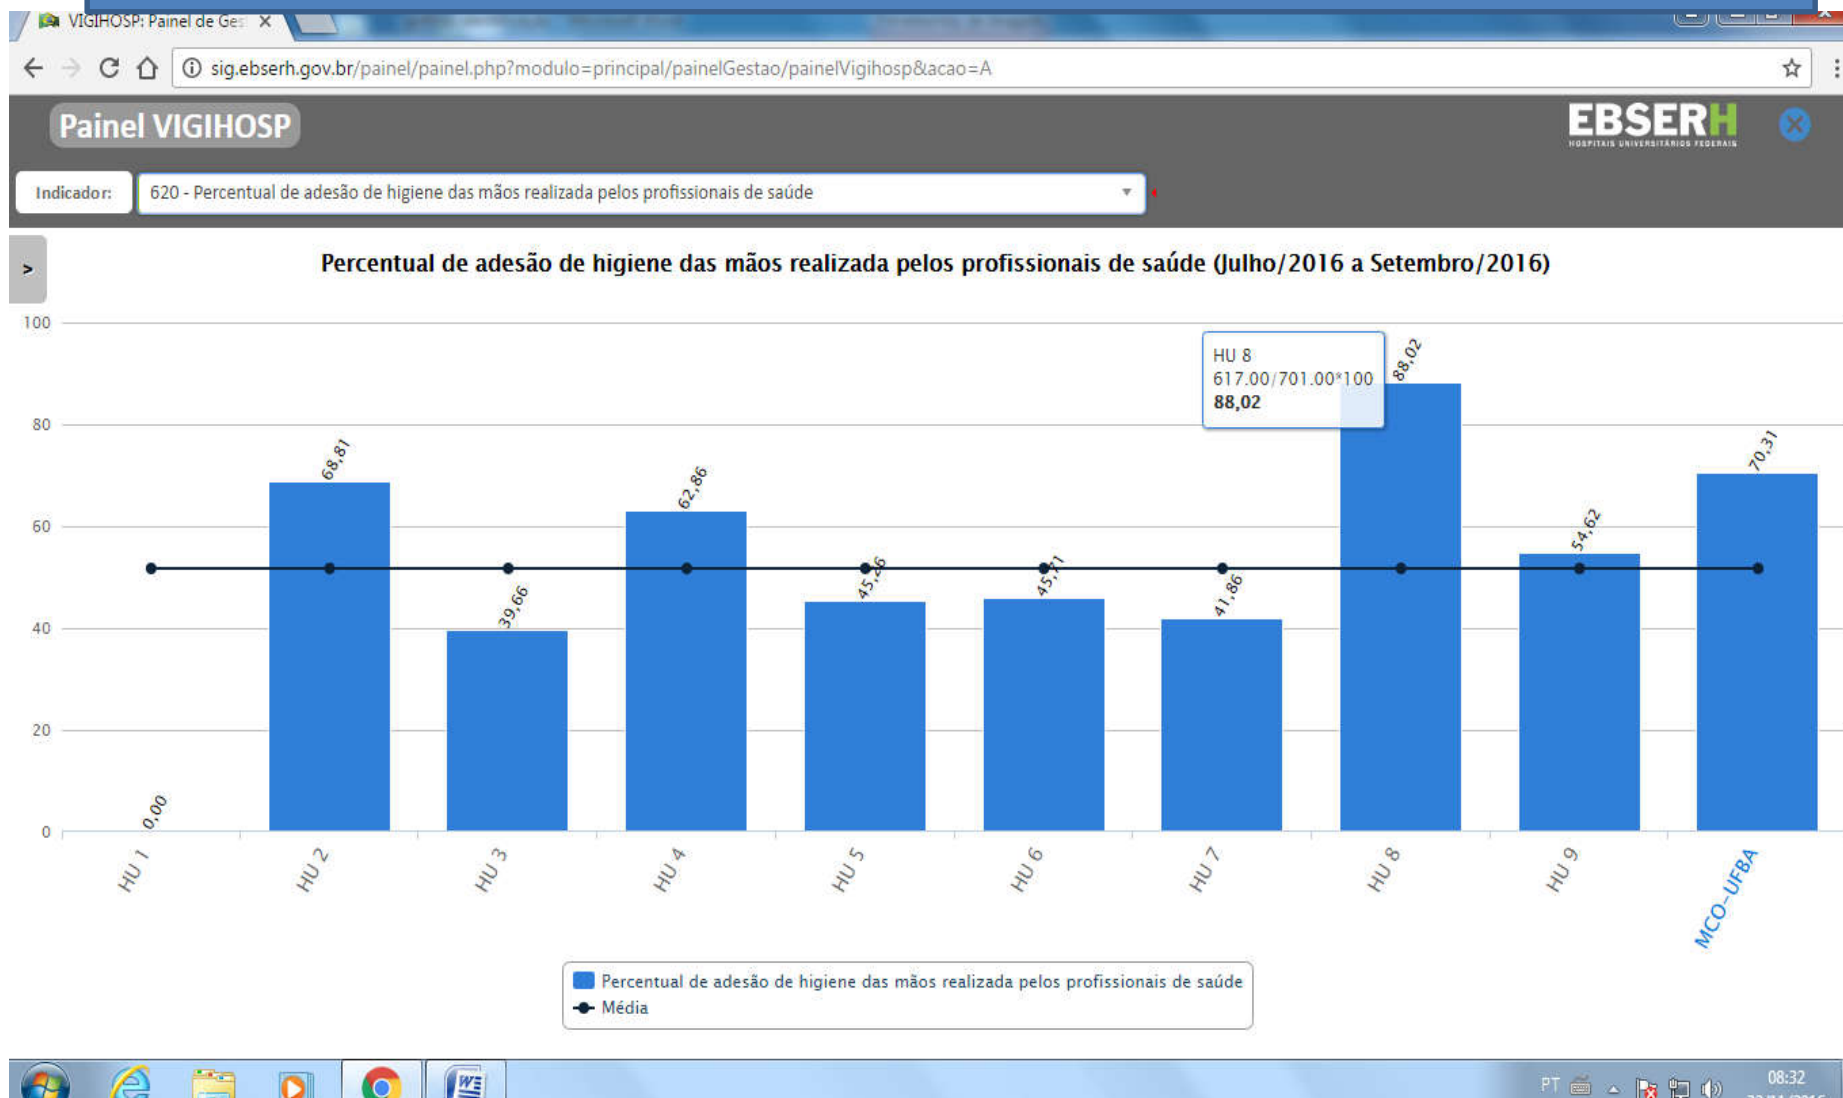 VIGIHOSP: Painel de Ges
sig.ebserh.gov.br/painel/painel.php?modulo=principal/painelGestao/painelVigihosp&acao=A
Painel VIGIHOSP
EBSERH
HOSPITAIS UNIVERSITÁRIOS FEDERAIS
Indicador:
620 - Percentual de adesão de higiene das mãos realizada pelos profissionais de saúde
>
Percentual de adesão de higiene das mãos realizada pelos profissionais de saúde (Julho/2016 a Setembro/2016)
100
80
60
40
20
0
HU 8
617.00/701.00*100
88,02
0,00
68,81
39,66
62,86
45,26
45,71
41,86
88,02
54,62
70,31
HU 1
HU 2
HU 3
HU 4
HU 5
HU 6
HU 7
HU 8
HU 9
MCO-UFBA
Percentual de adesão de higiene das mãos realizada pelos profissionais de saúde
Média
PT
08:32